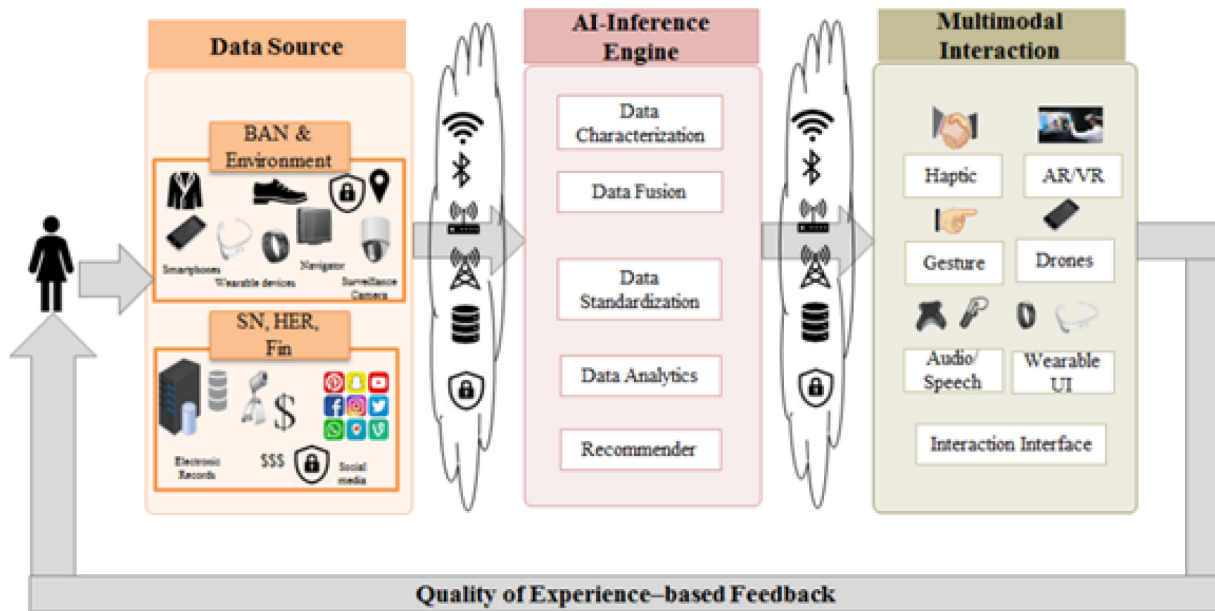 Data Source
BAN &
Environment
Smartphones
Wearable devices
Navigator
Surveillance
Camera
SN, HER,
Fin
$
Electronic
Records
$$$
Social
media
AI-Inference
Engine
Data
Characterization
Data Fusion
Data
Standardization
Data Analytics
Recommender
Multimodal
Interaction
Haptic
AR/VR
Gesture
Drones
Audio/
Speech
Wearable
UI
Interaction Interface
Quality of Experience–based Feedback